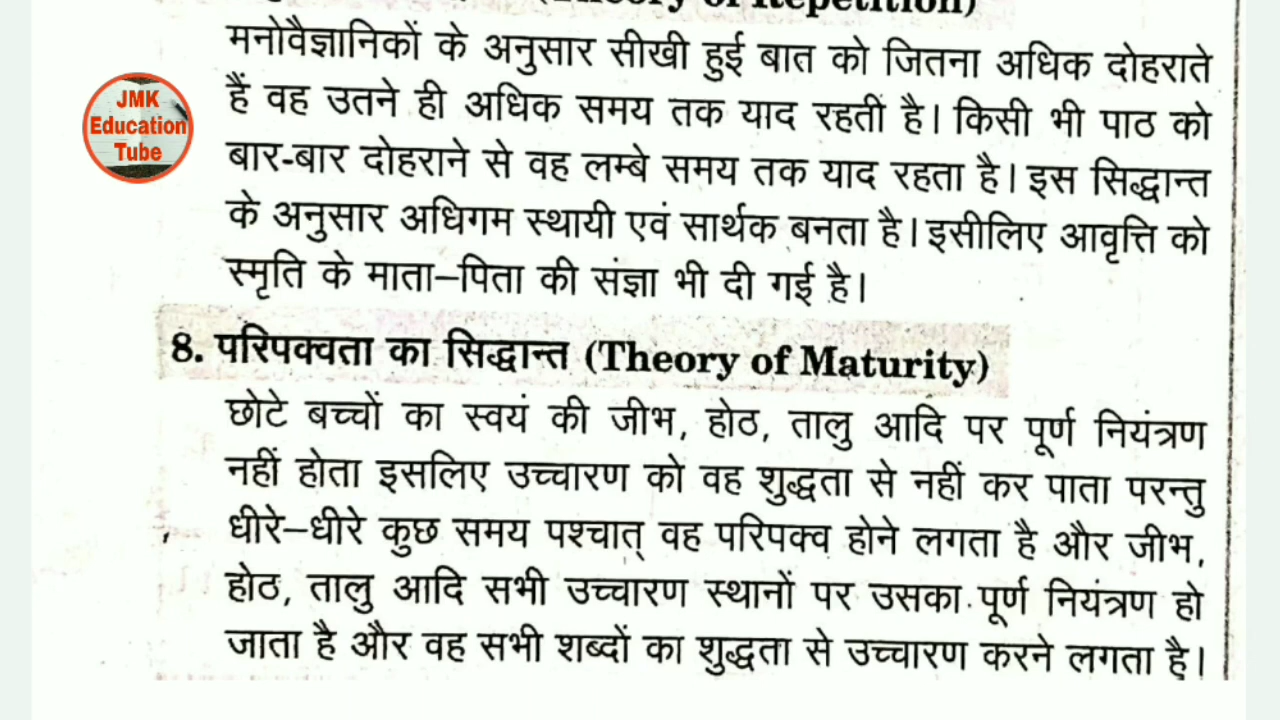 (Theory of Repetition)
मनोवैज्ञानिकों के अनुसार सीखी हुई बात को जितना अधिक दोहराते
हैं वह उतने ही अधिक समय तक याद रहती है। किसी भी पाठ को
बार-बार दोहराने से वह लम्बे समय तक याद रहता है। इस सिद्धान्त
के अनुसार अधिगम स्थायी एवं सार्थक बनता है। इसीलिए आवृत्ति को
स्मृति के माता–पिता की संज्ञा भी दी गई है।
JMK
Education
Tube
8. परिपक्वता का सिद्धान्त (Theory of Maturity)
छोटे बच्चों का स्वयं की जीभ, होठ, तालु आदि पर पूर्ण नियंत्रण
नहीं होता इसलिए उच्चारण को वह शुद्धता से नहीं कर पाता परन्तु
धीरे–धीरे कुछ समय पश्चात् वह परिपक्व होने लगता है और जीभ,
होठ, तालु आदि सभी उच्चारण स्थानों पर उसका पूर्ण नियंत्रण हो
जाता है और वह सभी शब्दों का शुद्धता से उच्चारण करने लगता है।